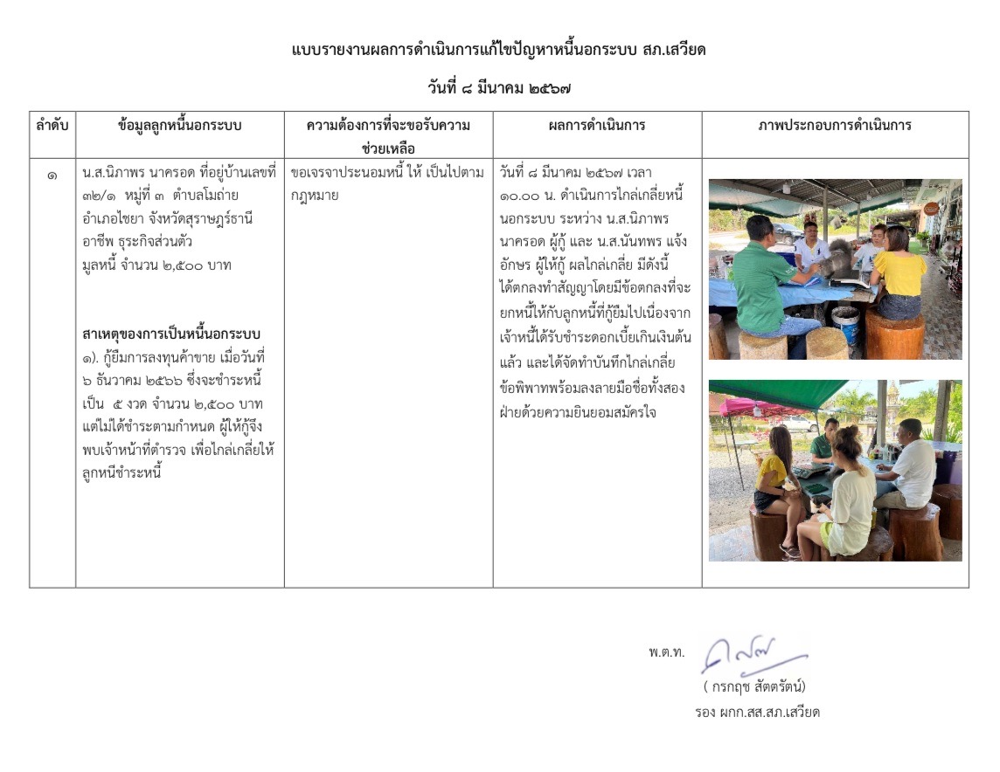 แบบรายงานผลการดำเนินการแก้ไขปัญหาหนี้นอกระบบ สภ.เสวียด
วันที่ ๘ มีนาคม ๒๕๖๗
ลำดับ
ข้อมูลลูกหนี้นอกระบบ
ความต้องการที่จะขอรับความ
ช่วยเหลือ
ผลการดำเนินการ
ภาพประกอบการดำเนินการ
๑
น.ส.นิภาพร นาครอด ที่อยู่บ้านเลขที่
๓๒/๑ หมู่ที่ ๓ ตำบลโมถ่าย
อำเภอไชยา จังหวัดสุราษฎร์ธานี
อาชีพ ธุระกิจส่วนตัว
มูลหนี้ จำนวน ๒,๕๐๐ บาท
สาเหตุของการเป็นหนี้นอกระบบ
๑). กู้ยืมการลงทุนค้าขาย เมื่อวันที่
๖ ธันวาคม ๒๕๖๖ ซึ่งจะชำระหนี้
เป็น ๕ งวด จำนวน ๒,๕๐๐ บาท
แต่ไม่ได้ชำระตามกำหนด ผู้ให้กู้จึง
พบเจ้าหน้าที่ตำรวจ เพื่อไกล่เกลี่ยให้
ลูกหนีชำระหนี้
ขอเจรจาประนอมหนี้ ให้ เป็นไปตาม
กฎหมาย
วันที่ ๘ มีนาคม ๒๕๖๗ เวลา
๑๐.๐๐ น. ดำเนินการไกล่เกลี่ยหนี้
นอกระบบ ระหว่าง น.ส.นิภาพร
นาครอด ผู้กู้ และ น.ส.นันทพร แจ้ง
อักษร ผู้ให้กู้ ผลไกล่เกลี่ย มีดังนี้
ได้ตกลงทำสัญญาโดยมีข้อตกลงที่จะ
ยกหนี้ให้กับลูกหนี้ที่กู้ยืมไปเนื่องจาก
เจ้าหนี้ได้รับชำระดอกเบี้ยเกินเงินต้น
แล้ว และได้จัดทำบันทึกไกล่เกลี่ย
ข้อพิพาทพร้อมลงลายมือชื่อทั้งสอง
ฝ่ายด้วยความยินยอมสมัครใจ
พ.ต.ท.
( กรกฤช สัตตรัตน์)
รอง ผกก.สส.สภ.เสวียด